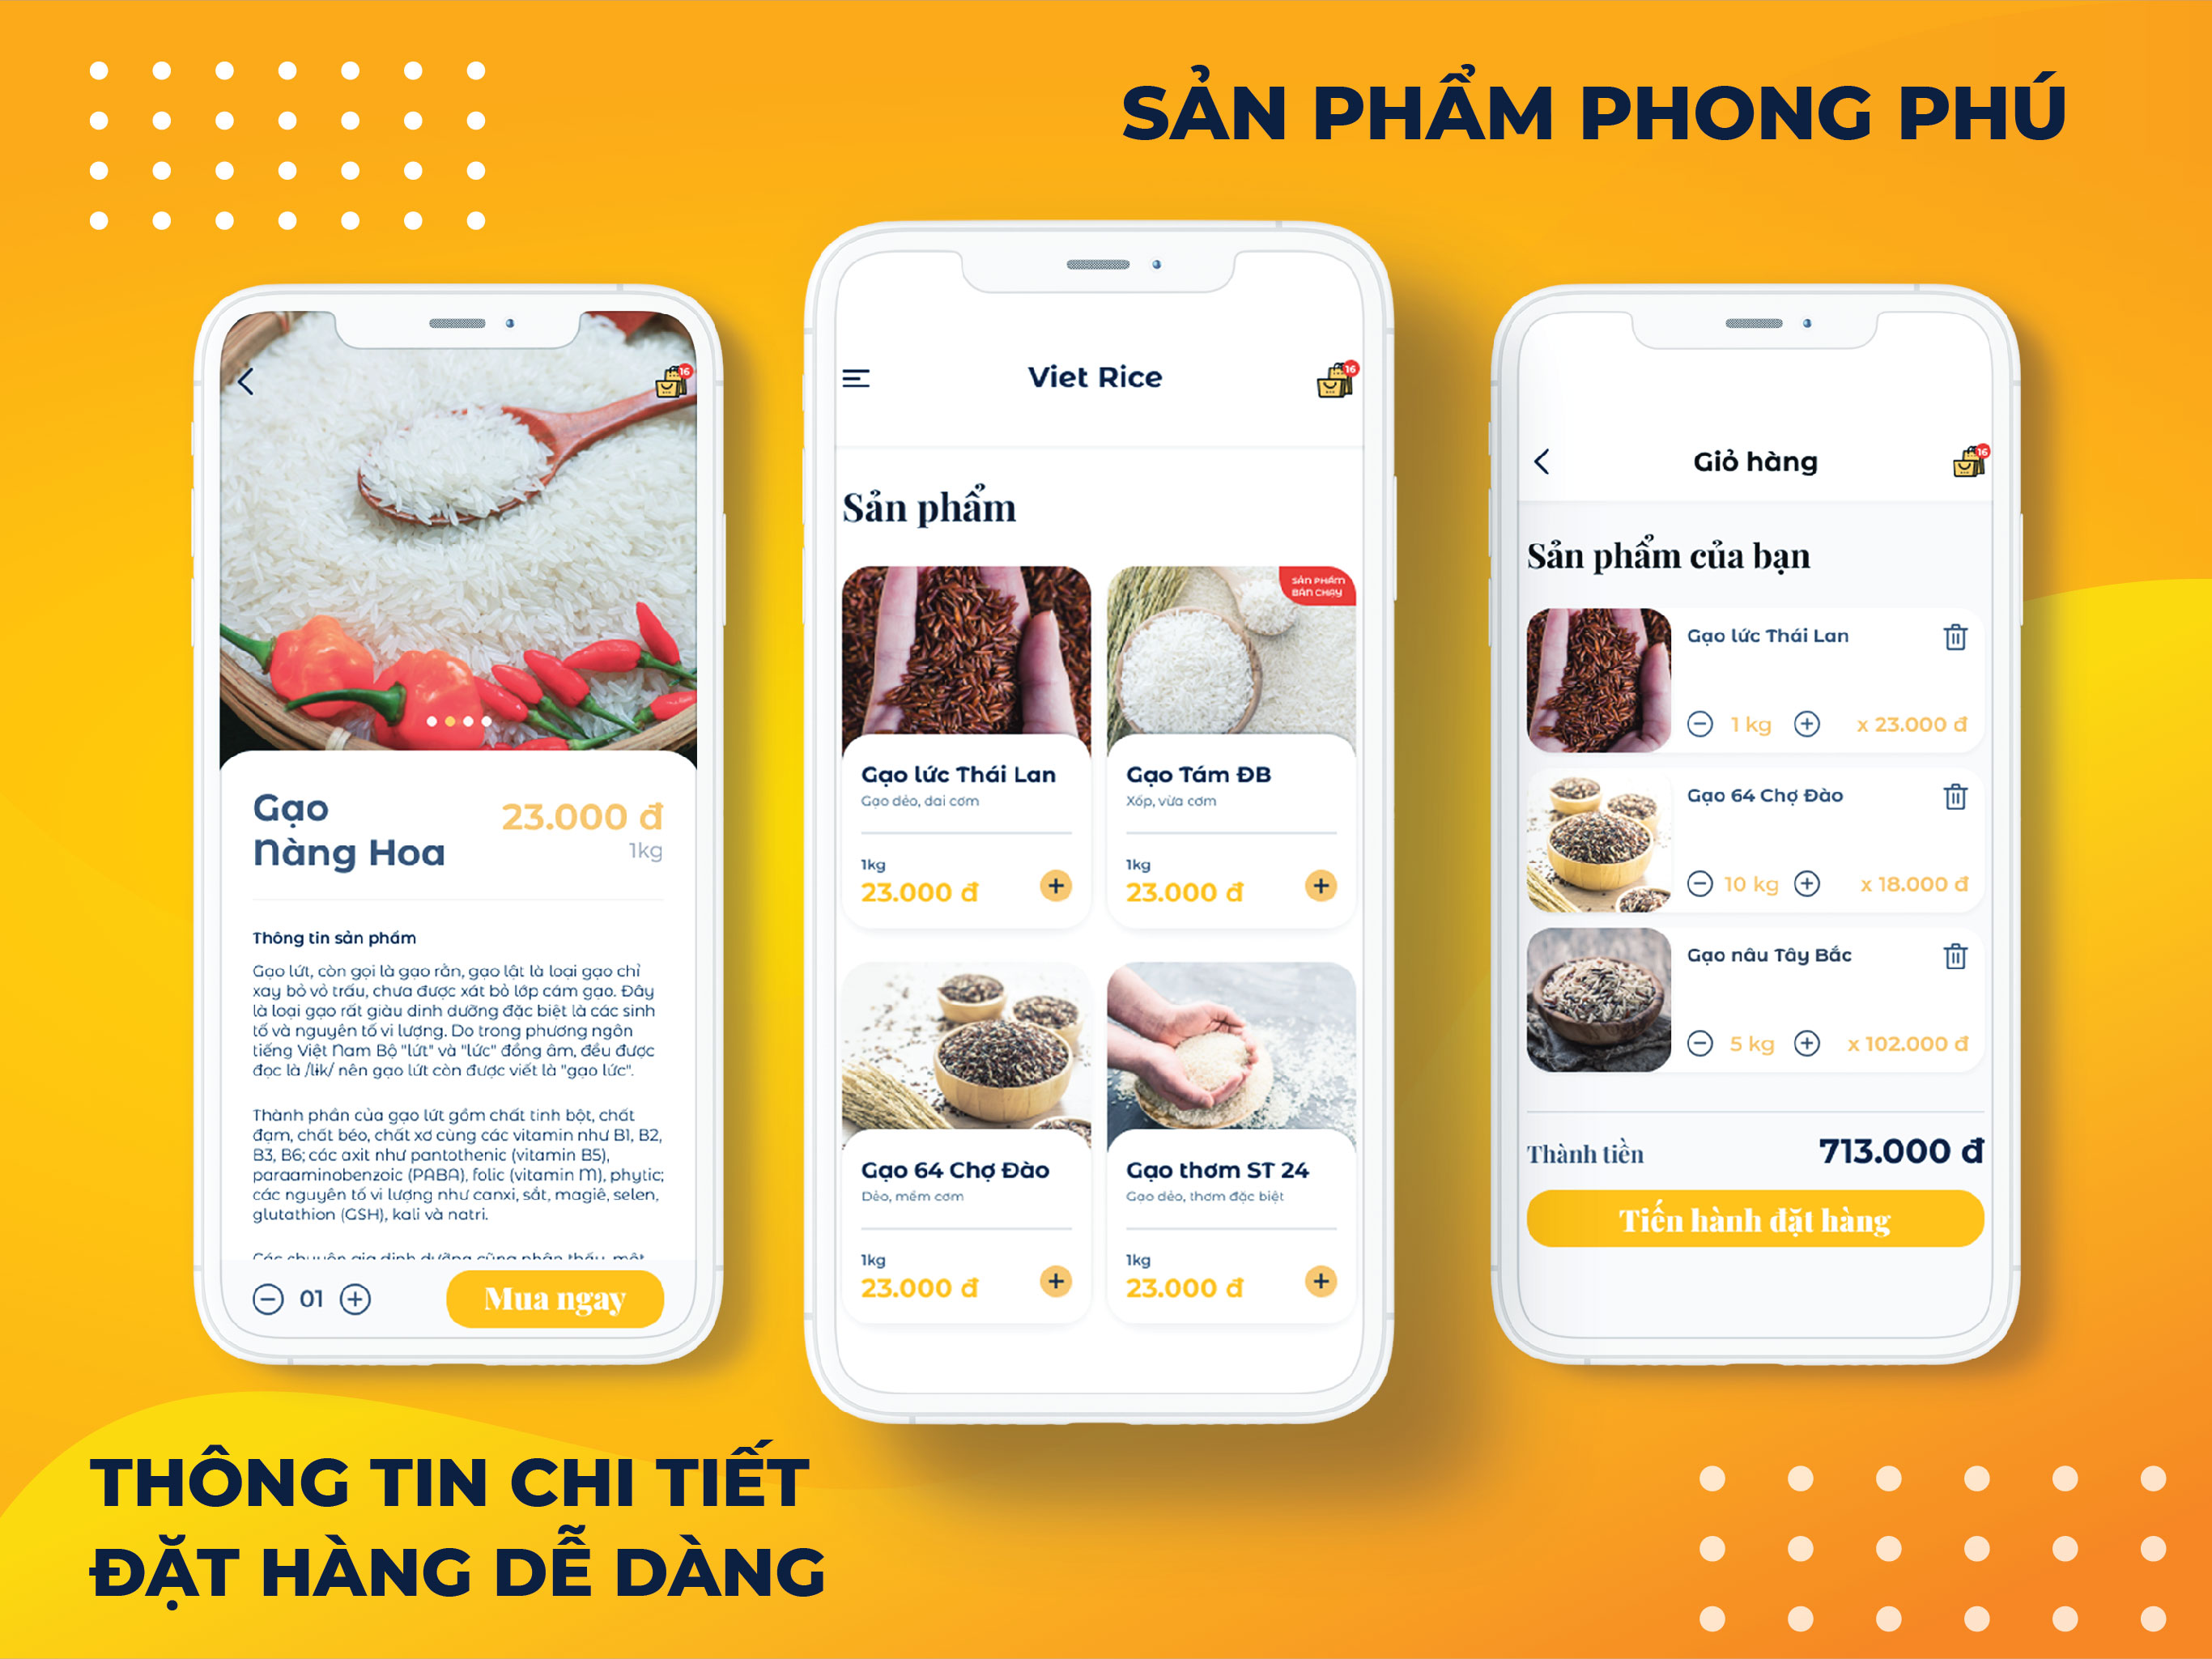 SẢN PHẨM PHONG PHÚ
16
Gạo
Nàng Hoa
23.000 đ
1kg
Thông tin sản phẩm
Gạo lứt, còn gọi là gạo rằn, gạo lật là loại gạo chỉ
xay bỏ vỏ trấu, chưa được xát bỏ lớp cám gạo. Đây
là loại gạo rất giàu dinh dưỡng đặc biệt là các sinh
tố và nguyên tố vi lượng. Do trong phương ngôn
tiếng Việt Nam Bộ "lứt" và "lức" đồng âm, đều được
đọc là /lɨk/ nên gạo lứt còn được viết là "gạo lức".
Thành phần của gạo lứt gồm chất tinh bột, chất
đạm, chất béo, chất xơ cùng các vitamin như B1, B2,
B3, B6; các axit như pantothenic (vitamin B5),
paraaminobenzoic (PABA), folic (vitamin M), phytic;
các nguyên tố vi lượng như canxi, sắt, magiê, selen,
glutathion (GSH), kali và natri.
Các chuyên gia dinh dưỡng cũng nhận thấy, một
01
Mua ngay
Viet Rice
16
Sản phẩm
Gạo lức Thái Lan
Gạo dẻo, dai cơm
1kg
23.000 đ
SẢN PHẨM
BÁN CHẠY
Gạo Tám ĐB
Xốp, vừa cơm
1kg
23.000 đ
Gạo 64 Chợ Đào
Dẻo, mềm cơm
1kg
23.000 đ
Gạo thơm ST 24
Gạo dẻo, thơm đặc biệt
1kg
23.000 đ
Giỏ hàng
16
Sản phẩm của bạn
Gạo lức Thái Lan
1 kg
x 23.000 đ
Gạo 64 Chợ Đào
10 kg
x 18.000 đ
Gạo nâu Tây Bắc
5 kg
x 102.000 đ
Thành tiền
713.000 đ
Tiến hành đặt hàng
THÔNG TIN CHI TIẾT
ĐẶT HÀNG DỄ DÀNG